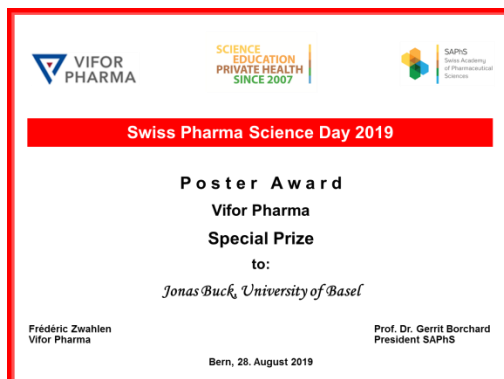 VIFOR
PHARMA
SCIENCE
EDUCATION
PRIVATE HEALTH
SINCE 2007
SAPhS
Swiss Academy
of Pharmaceutical
Sciences
Swiss Pharma Science Day 2019
Poster Award
Vifor Pharma
Special Prize
to:
Jonas Buck, University of Basel
Frédéric Zwahlen
Vifor Pharma
Prof. Dr. Gerrit Borchard
President SAPhS
Bern, 28. August 2019